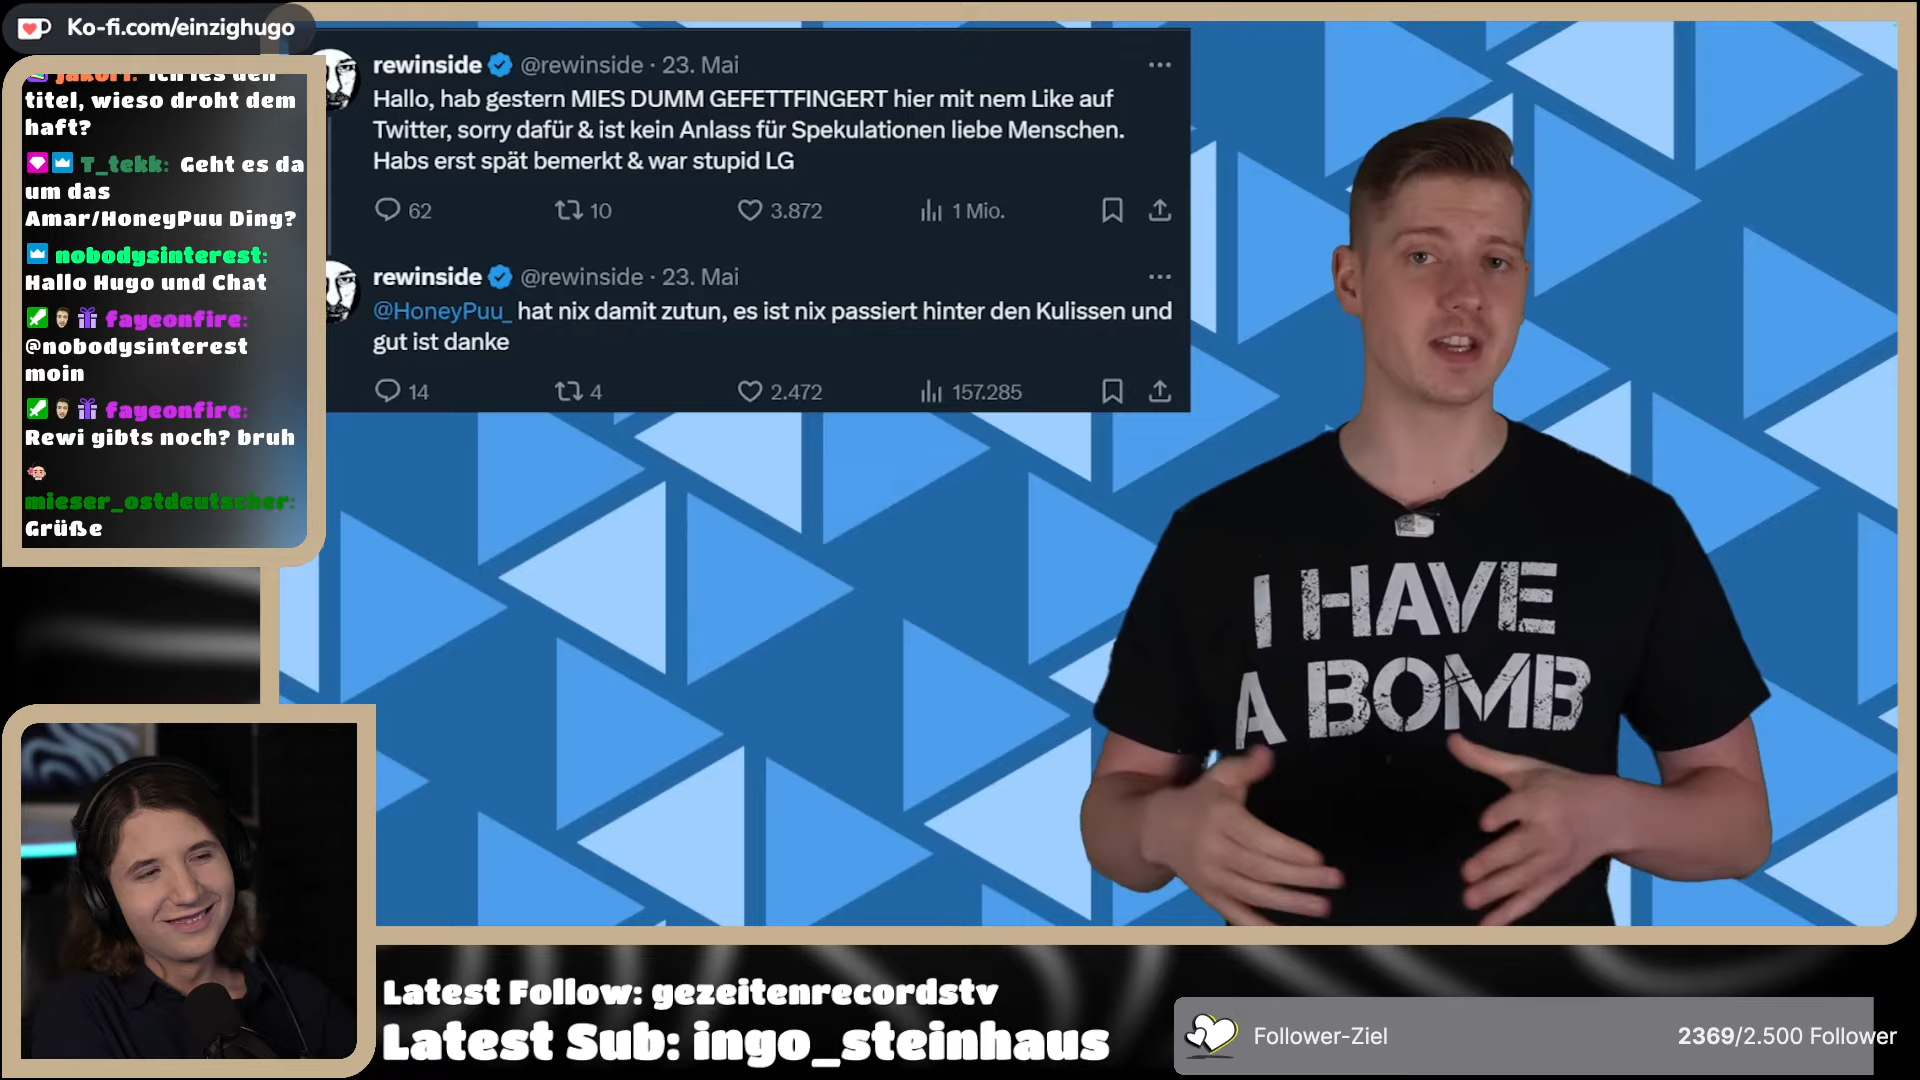 Ko-fi.com/einzighugo
jakori: ich les den
titel, wieso droht dem
haft?
T_tekk: Geht es da
um das
Amar/HoneyPuu Ding?
nobodysinterest:
Hallo Hugo und Chat
fayeonfire:
@nobodysinterest
moin
fayeonfire:
Rewi gibts noch? bruh
mieser_ostdeutscher:
Grüße
rewinside @rewinside · 23. Mai
Hallo, hab gestern MIES DUMM GEFETTFINGERT hier mit nem Like auf
Twitter, sorry dafür & ist kein Anlass für Spekulationen liebe Menschen.
Habs erst spät bemerkt & war stupid LG
62 10 3.872 1 Mio.
rewinside @rewinside · 23. Mai
@HoneyPuu_ hat nix damit zutun, es ist nix passiert hinter den Kulissen und
gut ist danke
14 4 2.472 157.285
I HAVE
A BOMB
Latest Follow: gezeitenrecordstv
Latest Sub: ingo_steinhaus
Follower-Ziel 2369/2.500 Follower